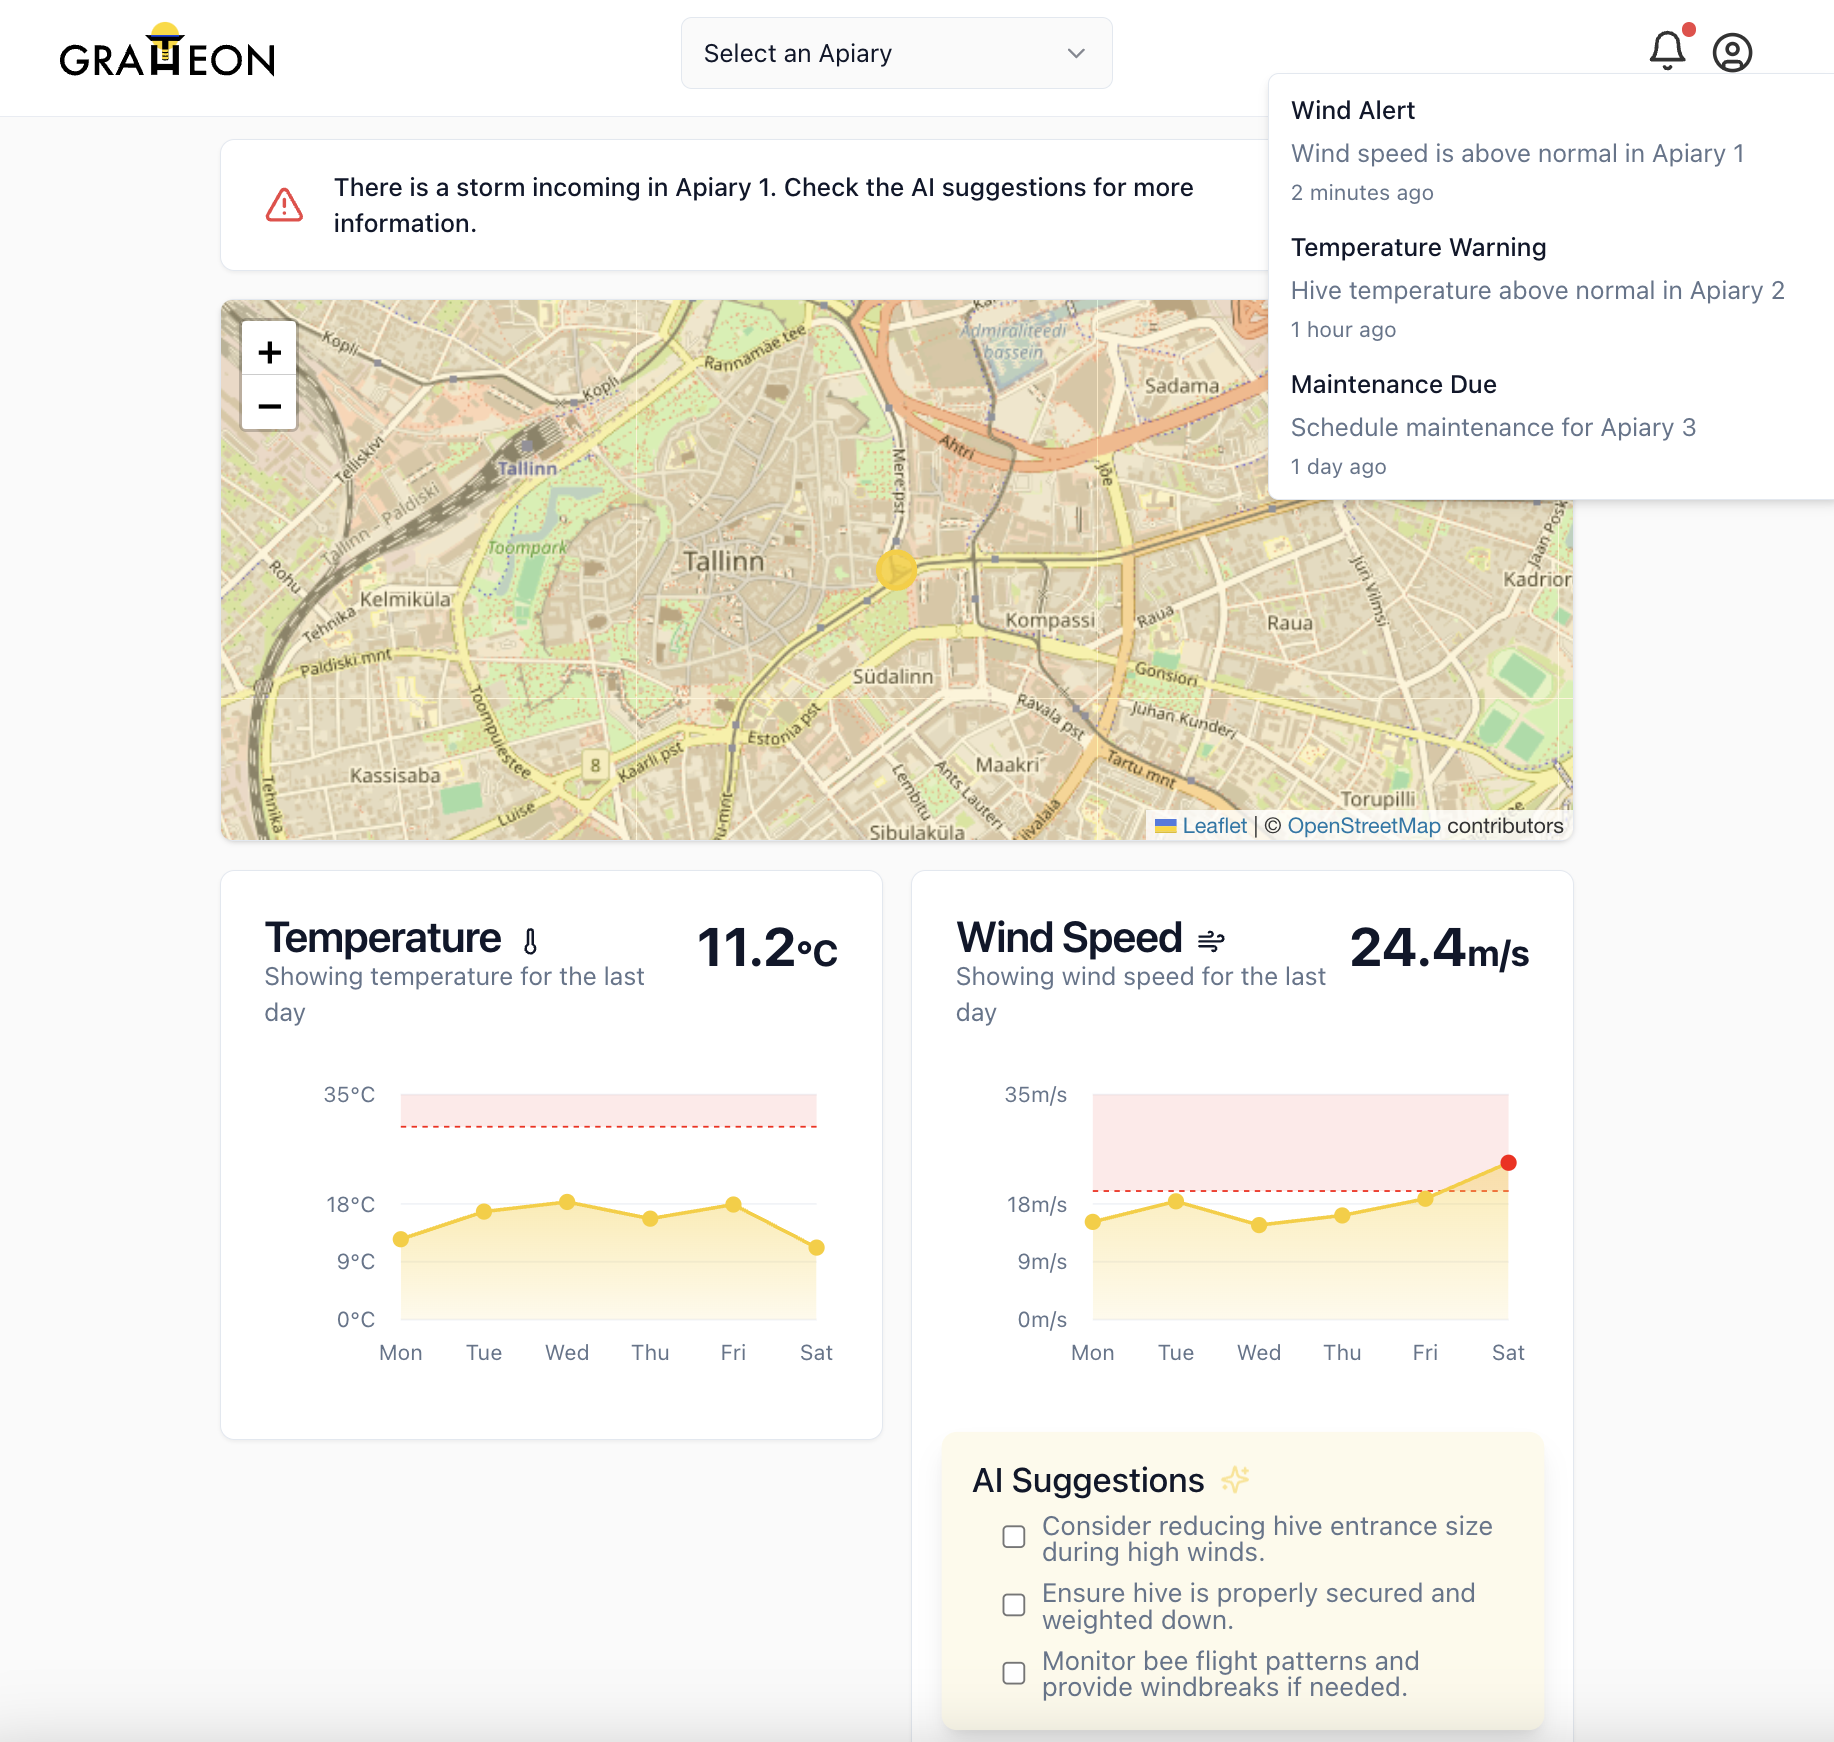 GRATHEON
Select an Apiary
Wind Alert
Wind speed is above normal in Apiary 1
2 minutes ago
Temperature Warning
Hive temperature above normal in Apiary 2
1 hour ago
Maintenance Due
Schedule maintenance for Apiary 3
1 day ago
There is a storm incoming in Apiary 1. Check the AI suggestions for more
information.
+
−
Kopli
Kopli
Rannamäe tee
Admiraliteedi
bassein
Sadama
Telliskivi
Tallinn
Ahtri
Mere pst
Jõe
Tallinn - Paldiski
Toompark
Tallinn
Rohu
Kelmiküla
Tehnika
Paldiski mnt
Kompassi
Raua
Raua
Jüri Vilmsi
Jaan Posk
Kadrior
Südalinn
Gonsiori
Toompuiestee
Estonia pst
Ravala pst
Juhan Kunderi
8
Kaarli pst
Kassisaba
Maakri
Tartu mnt
Tehnika
Luise
u mnt
Lembitu
Ants Lauteri
ivalala
Torupilli
Sibulaküla
Leaflet | © OpenStreetMap contributors
Temperature
11.2°C
Showing temperature for the last
day
35°C
18°C
9°C
0°C
Mon Tue Wed Thu Fri Sat
Wind Speed
24.4m/s
Showing wind speed for the last
day
35m/s
18m/s
9m/s
0m/s
Mon Tue Wed Thu Fri Sat
AI Suggestions
Consider reducing hive entrance size
during high winds.
Ensure hive is properly secured and
weighted down.
Monitor bee flight patterns and
provide windbreaks if needed.